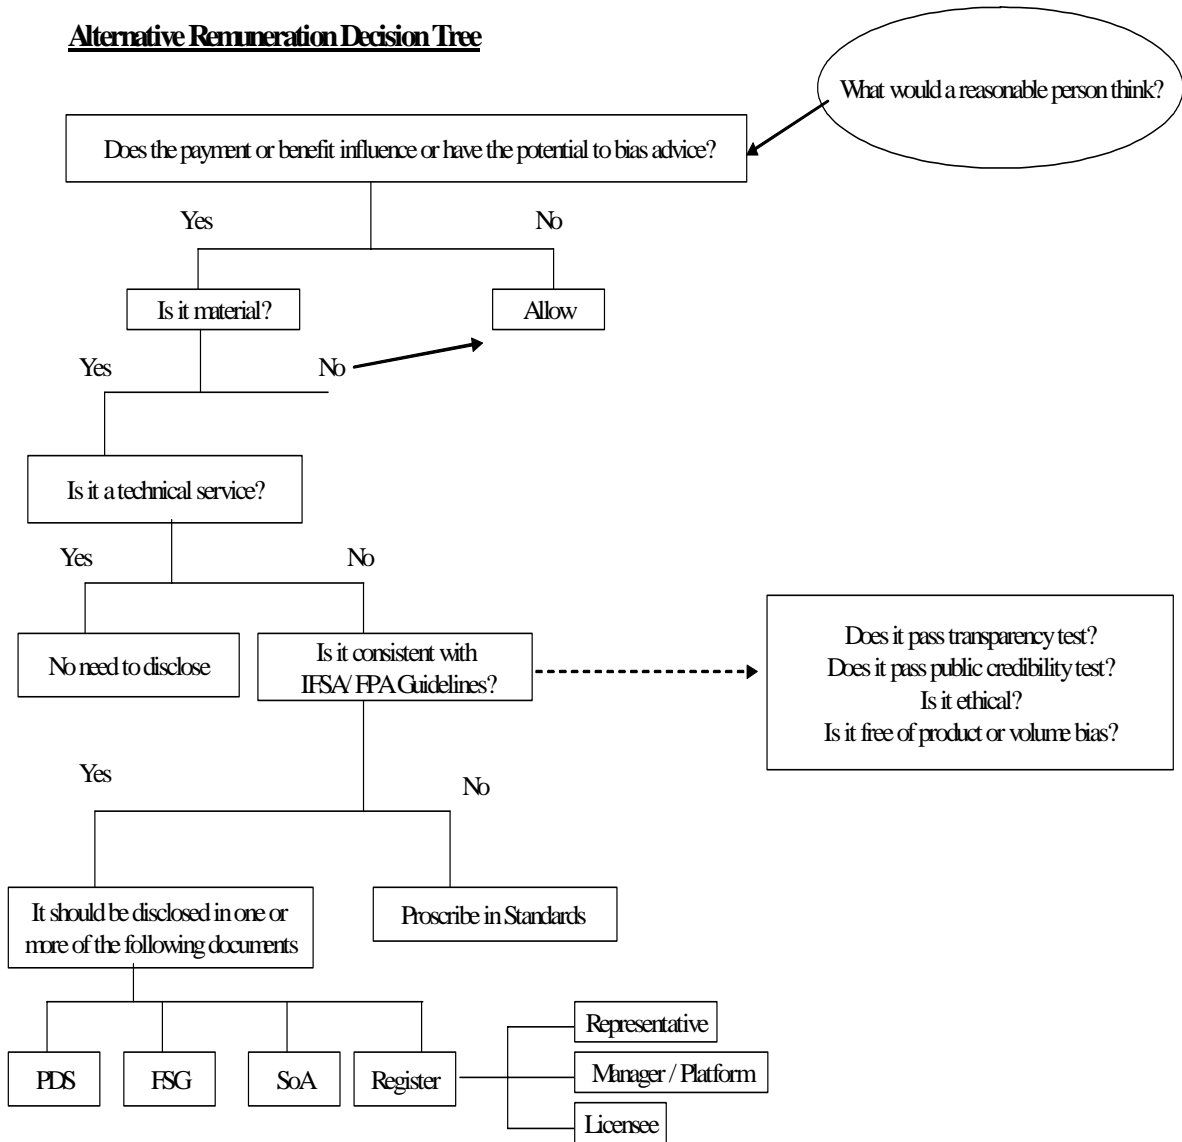 Alternative Remuneration Decision Tree
What would a reasonable person think?
Does the payment or benefit influence or have the potential to bias advice?
Yes
No
Is it material?
Allow
Yes
No
Is it a technical service?
Yes
No
No need to disclose
Is it consistent with
IFSA/ FPA Guidelines?
Does it pass transparency test?
Does it pass public credibility test?
Is it ethical?
Is it free of product or volume bias?
Yes
No
It should be disclosed in one or
more of the following documents
Proscribe in Standards
PDS
FSG
SoA
Register
Representative
Manager / Platform
Licensee